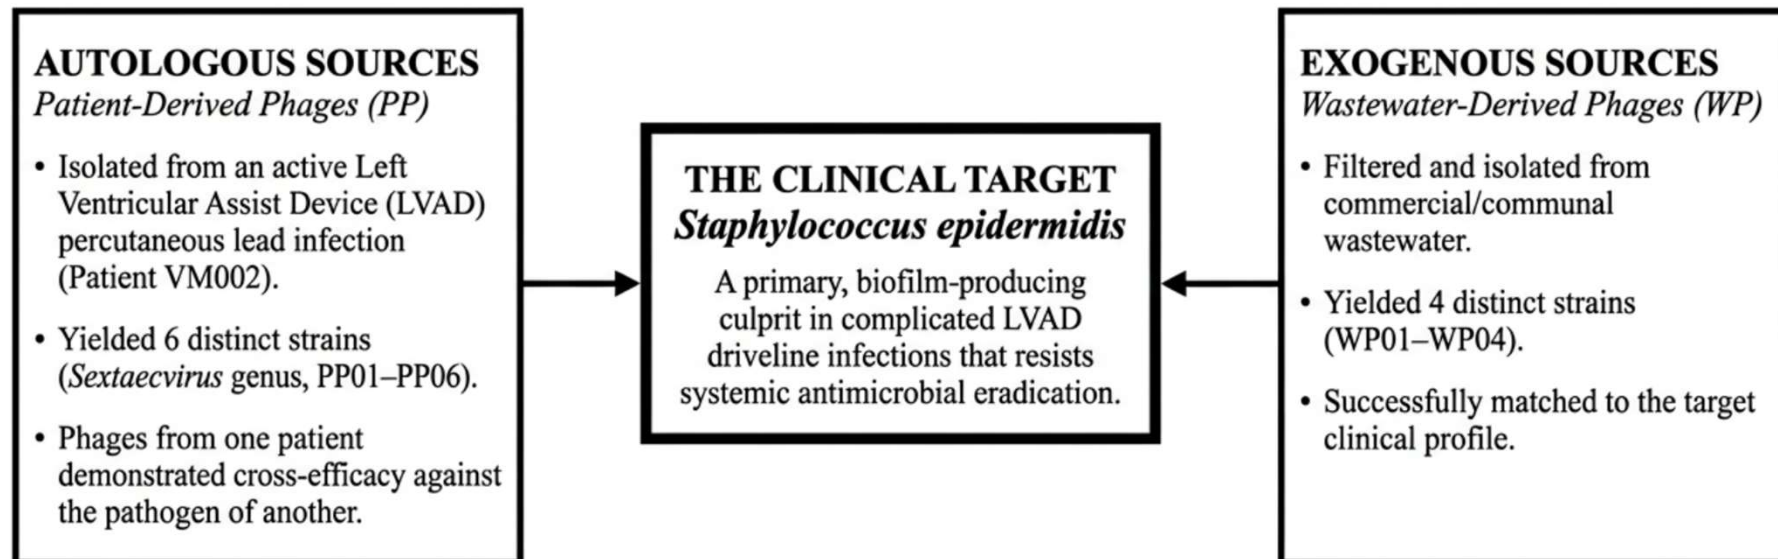 AUTOLOGOUS SOURCES
Patient-Derived Phages (PP)
• Isolated from an active Left
Ventricular Assist Device (LVAD)
percutaneous lead infection
(Patient VM002).
• Yielded 6 distinct strains
(Sextaecvirus genus, PP01–PP06).
• Phages from one patient
demonstrated cross-efficacy against
the pathogen of another.
THE CLINICAL TARGET
Staphylococcus epidermidis
A primary, biofilm-producing
culprit in complicated LVAD
driveline infections that resists
systemic antimicrobial eradication.
EXOGENOUS SOURCES
Wastewater-Derived Phages (WP)
• Filtered and isolated from
commercial/communal
wastewater.
• Yielded 4 distinct strains
(WP01–WP04).
• Successfully matched to the target
clinical profile.